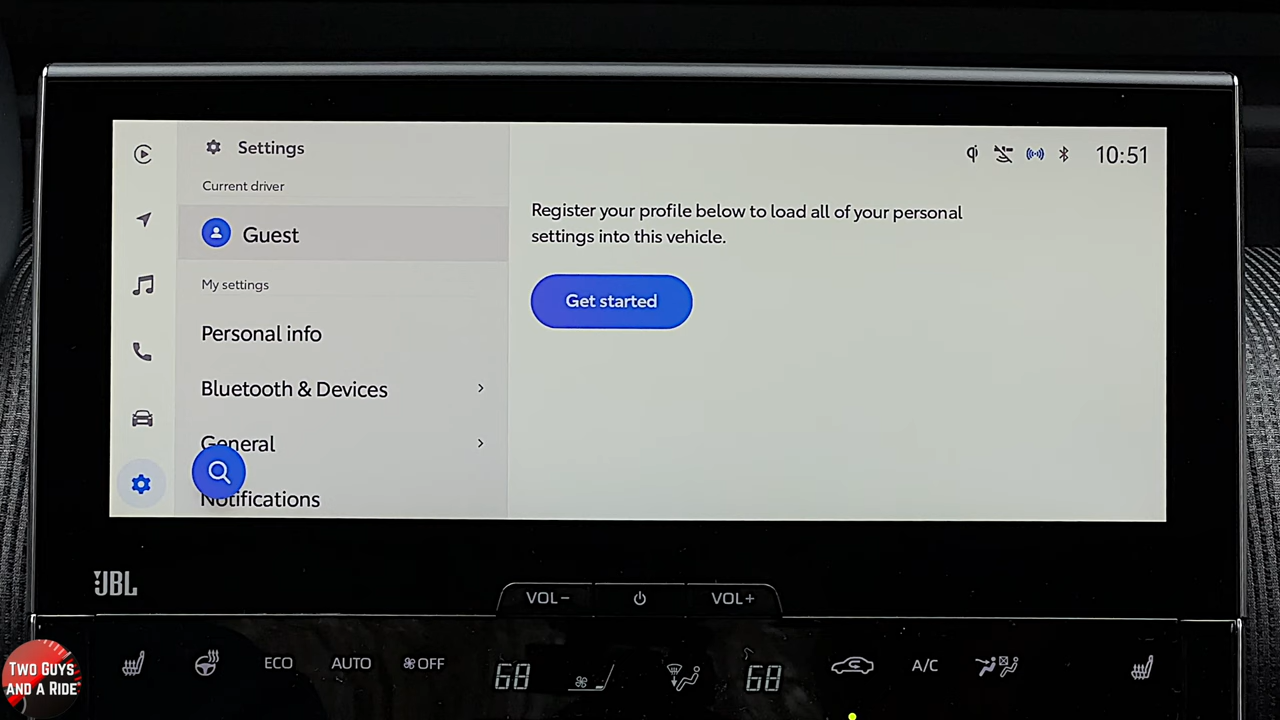 Settings
10:51
Current driver
Guest
Register your profile below to load all of your personal
settings into this vehicle.
My settings
Get started
Personal info
Bluetooth & Devices
General
Notifications
JBL
VOL-
VOL+
ECO
AUTO
OFF
68
68
A/C
TWO GUYS
AND A RIDE